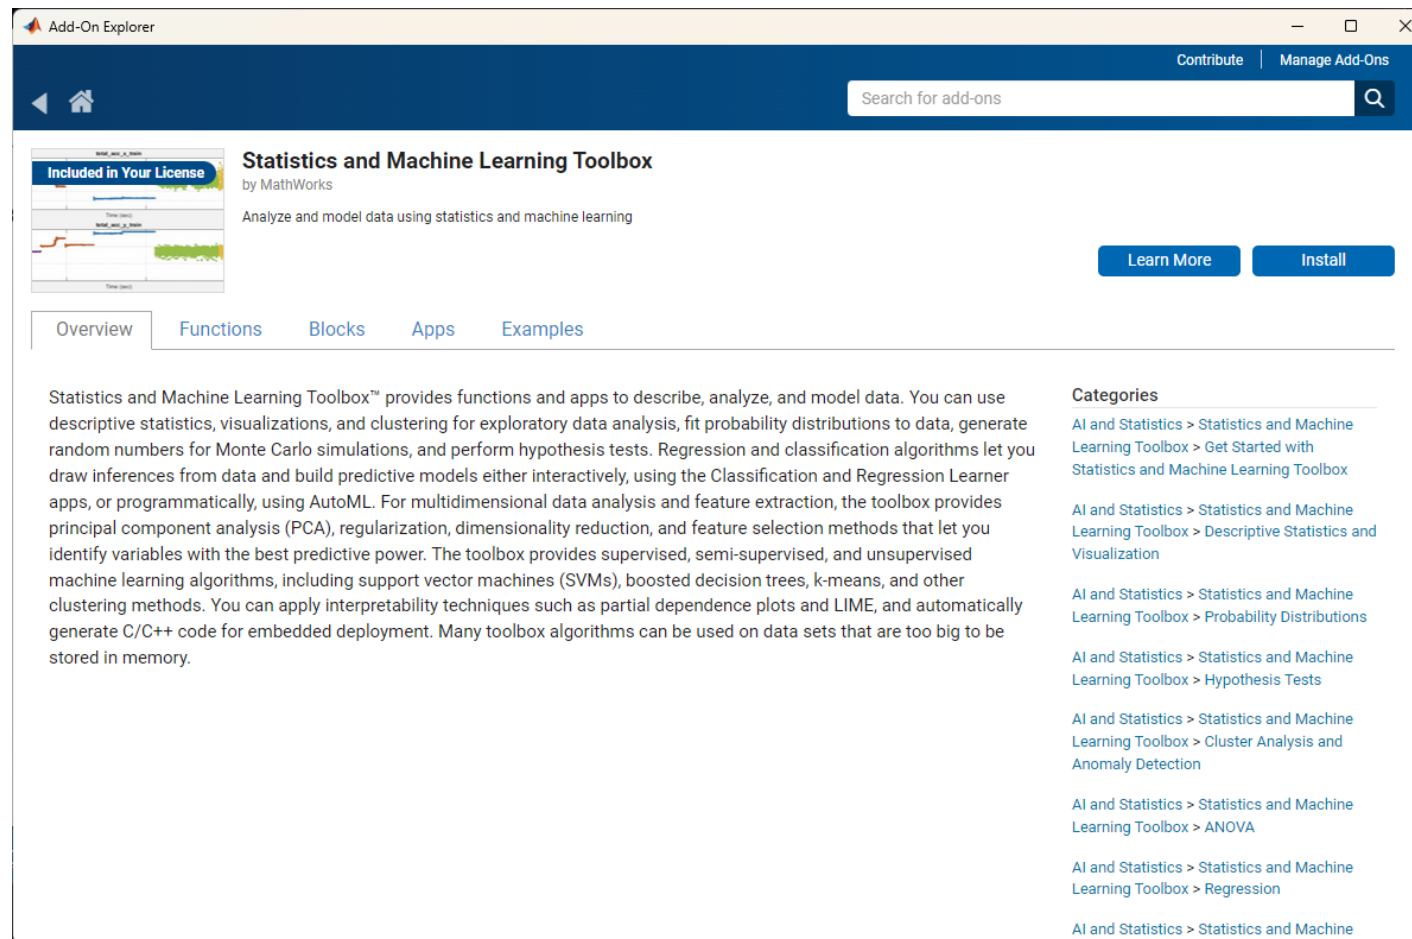 Add-On Explorer
Contribute
Manage Add-Ons
Search for add-ons
total_acc_x_train
Included in Your License
Time (sec)
total_acc_y_train
Time (sec)
Statistics and Machine Learning Toolbox
by MathWorks
Analyze and model data using statistics and machine learning
Learn More
Install
Overview
Functions
Blocks
Apps
Examples
Statistics and Machine Learning Toolbox™ provides functions and apps to describe, analyze, and model data. You can use
descriptive statistics, visualizations, and clustering for exploratory data analysis, fit probability distributions to data, generate
random numbers for Monte Carlo simulations, and perform hypothesis tests. Regression and classification algorithms let you
draw inferences from data and build predictive models either interactively, using the Classification and Regression Learner
apps, or programmatically, using AutoML. For multidimensional data analysis and feature extraction, the toolbox provides
principal component analysis (PCA), regularization, dimensionality reduction, and feature selection methods that let you
identify variables with the best predictive power. The toolbox provides supervised, semi-supervised, and unsupervised
machine learning algorithms, including support vector machines (SVMs), boosted decision trees, k-means, and other
clustering methods. You can apply interpretability techniques such as partial dependence plots and LIME, and automatically
generate C/C++ code for embedded deployment. Many toolbox algorithms can be used on data sets that are too big to be
stored in memory.
Categories
AI and Statistics > Statistics and Machine
Learning Toolbox > Get Started with
Statistics and Machine Learning Toolbox
AI and Statistics > Statistics and Machine
Learning Toolbox > Descriptive Statistics and
Visualization
AI and Statistics > Statistics and Machine
Learning Toolbox > Probability Distributions
AI and Statistics > Statistics and Machine
Learning Toolbox > Hypothesis Tests
AI and Statistics > Statistics and Machine
Learning Toolbox > Cluster Analysis and
Anomaly Detection
AI and Statistics > Statistics and Machine
Learning Toolbox > ANOVA
AI and Statistics > Statistics and Machine
Learning Toolbox > Regression
AI and Statistics > Statistics and Machine